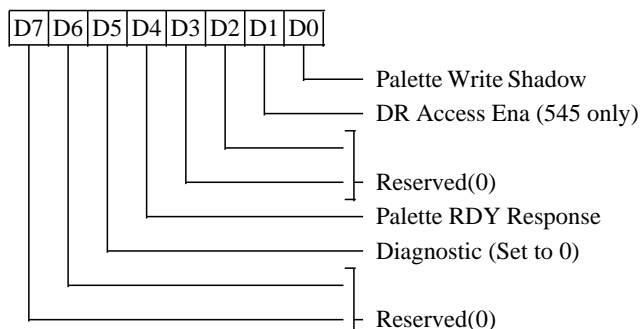 D7 D6 D5 D4 D3 D2 D1 D0
Palette Write Shadow
DR Access Ena (545 only)
Reserved(0)
Palette RDY Response
Diagnostic (Set to 0)
Reserved(0)